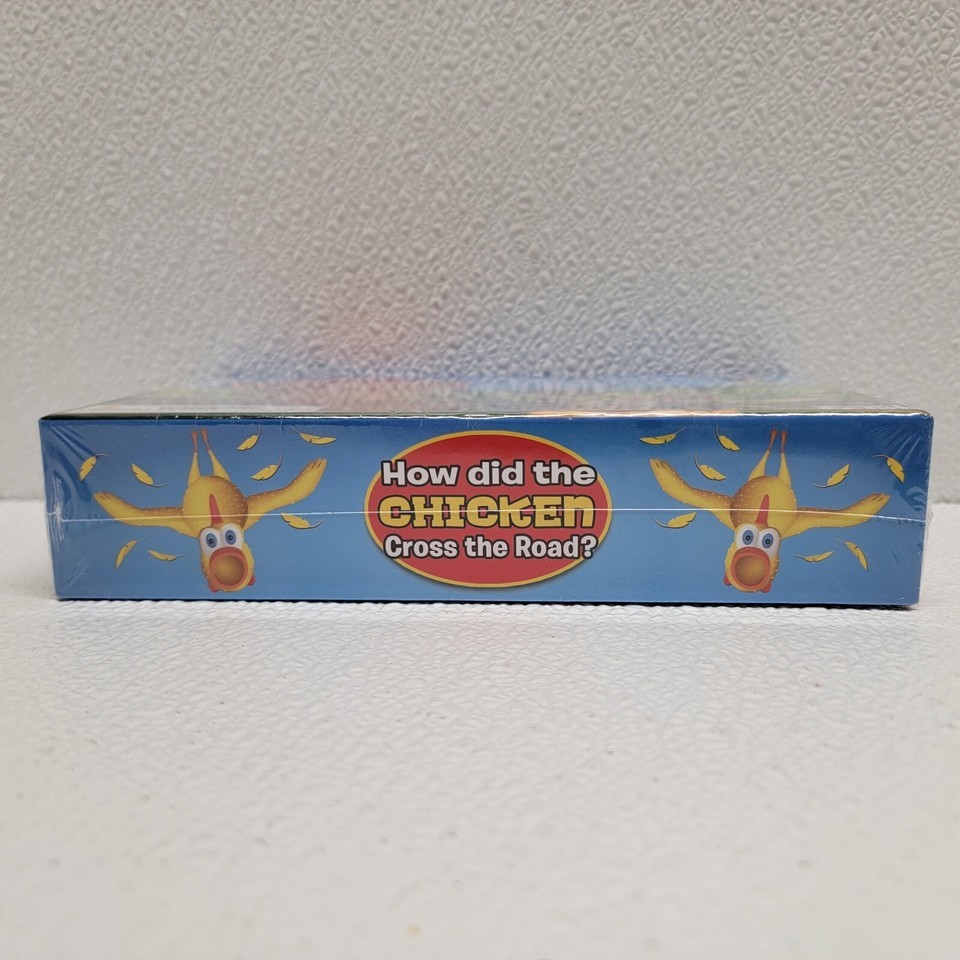 How did the
CHICKEn
Cross the Road?